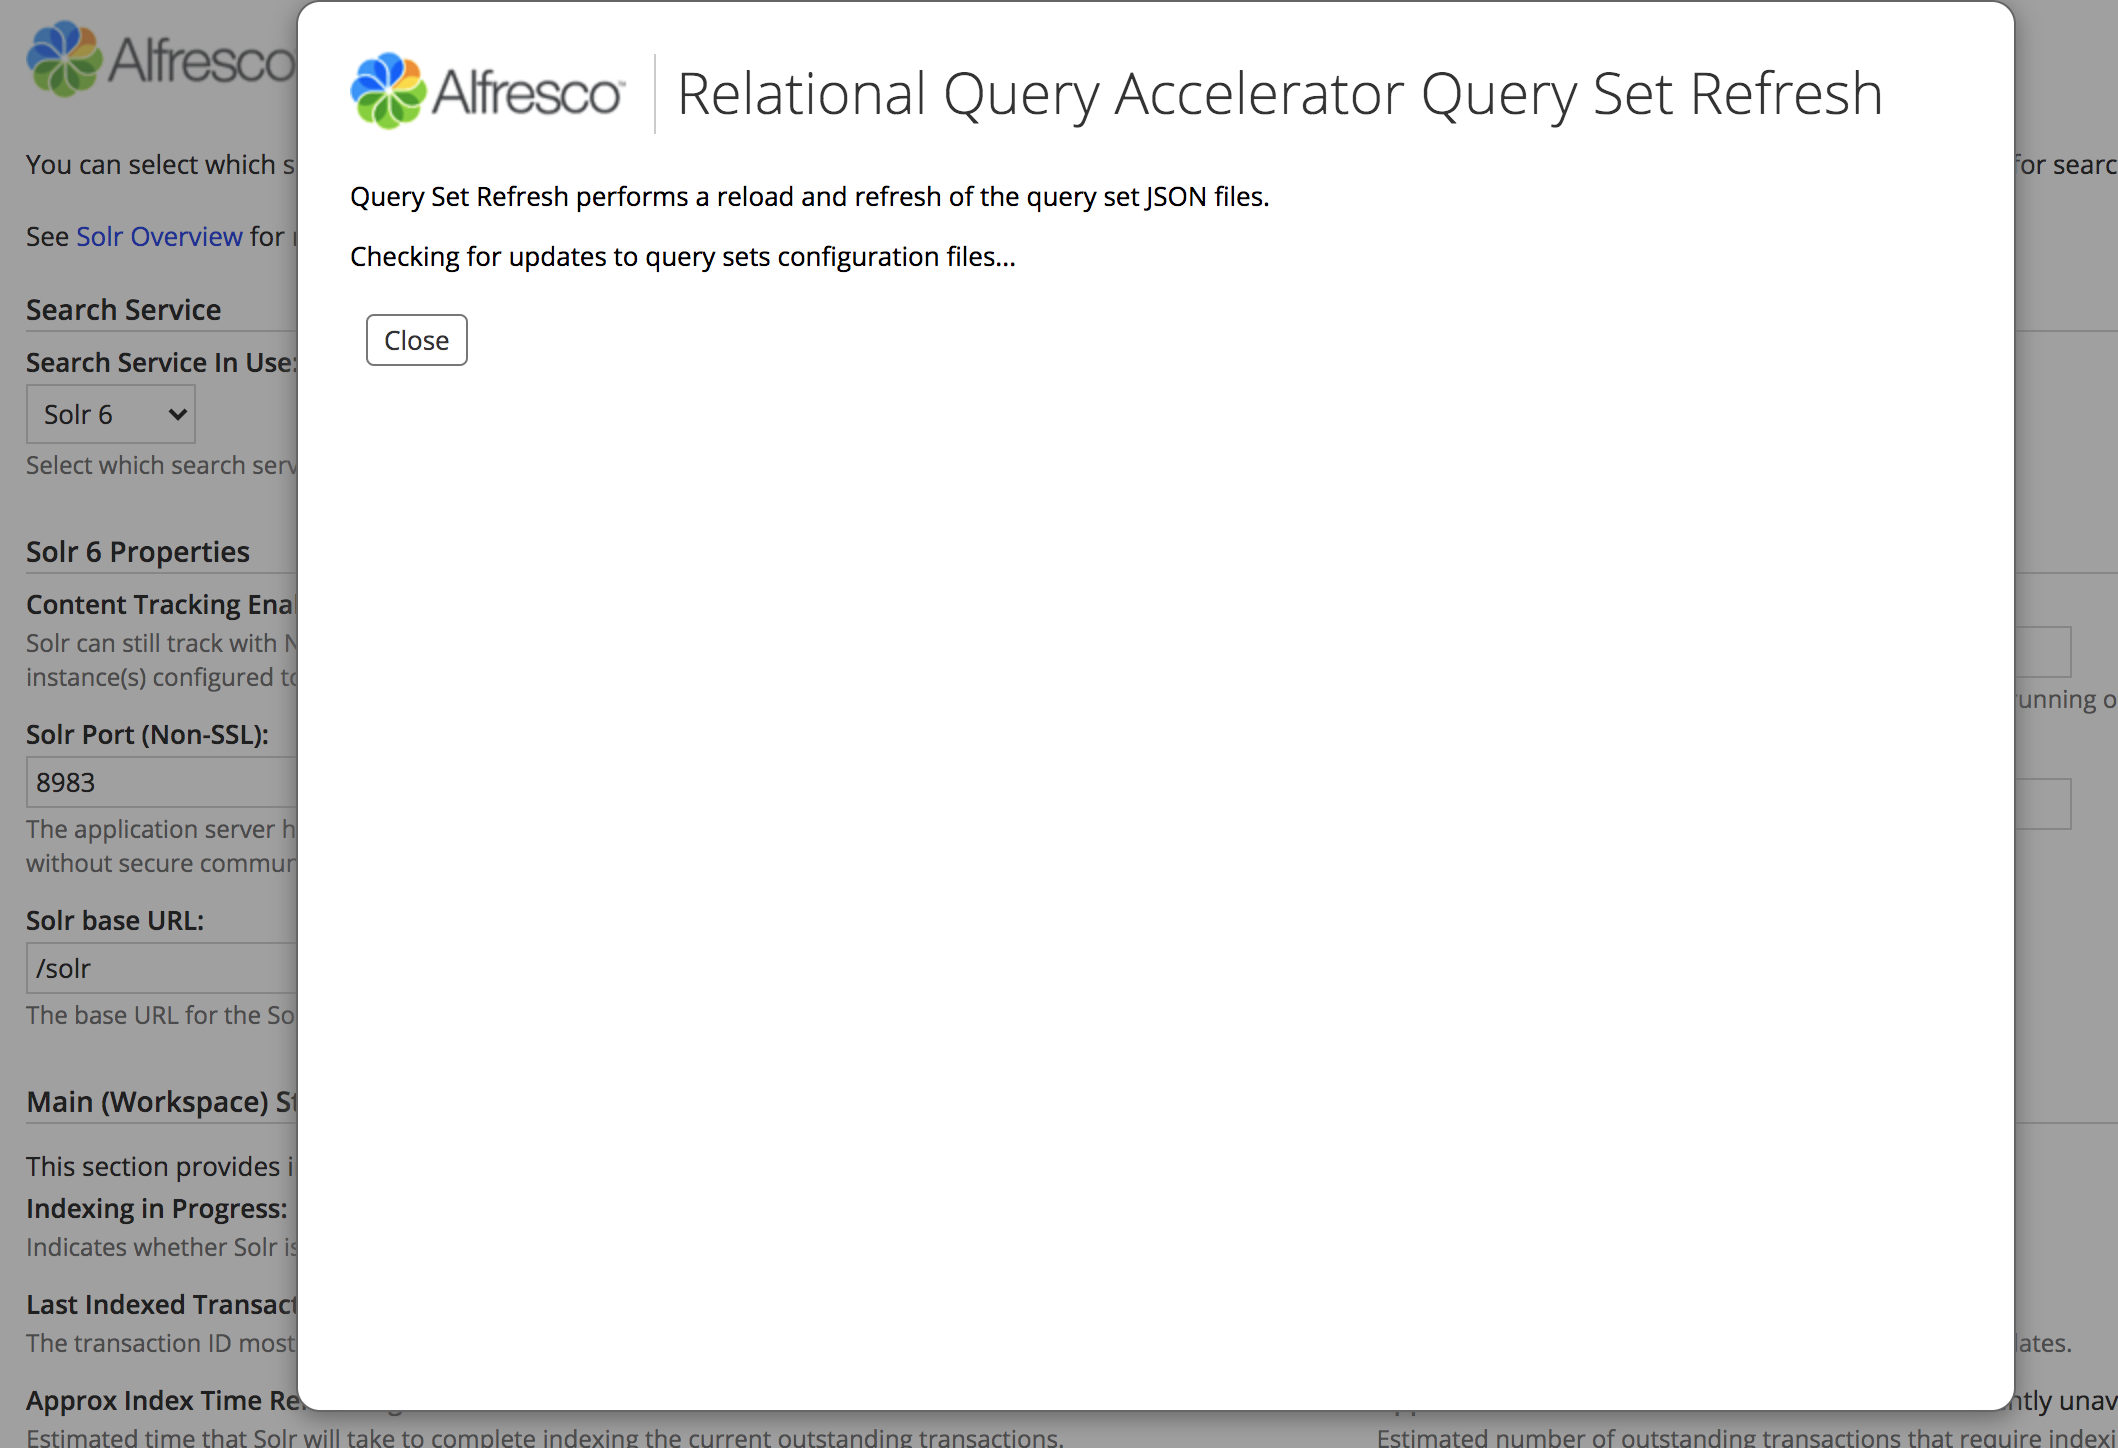 Alfresco
Alfresco™ Relational Query Accelerator Query Set Refresh
You can select which s
for searc
Query Set Refresh performs a reload and refresh of the query set JSON files.
See Solr Overview for
Checking for updates to query sets configuration files...
Search Service
Close
Search Service In Use:
Solr 6
Select which search serv
Solr 6 Properties
Content Tracking Ena
Solr can still track with N
instance(s) configured to
unning o
Solr Port (Non-SSL):
8983
The application server h
without secure commun
Solr base URL:
/solr
The base URL for the So
Main (Workspace) St
This section provides i
Indexing in Progress:
Indicates whether Solr is
Last Indexed Transact
The transaction ID most
lates.
Approx Index Time Re
ntly unav
Estimated time that Solr will take to complete indexing the current outstanding transactions.
Estimated number of outstanding transactions that require indexi